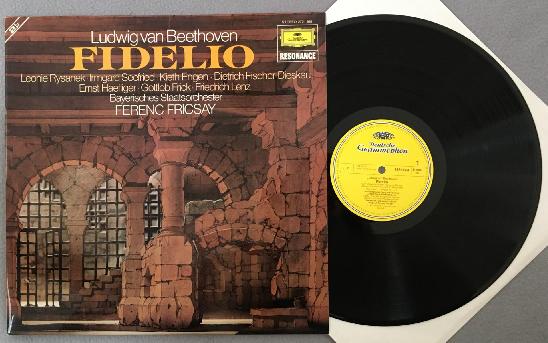 Ludwig van Beethoven
FIDELIO
Leonie Rysanek · Irmgard Seefried · Kieth Engen · Dietrich Fischer-Dieskau
Ernst Haefliger · Gottlob Frick · Friedrich Lenz
Bayerisches Staatsorchester
FERENC FRICSAY
RESONANCE
Deutsche
Grammophon